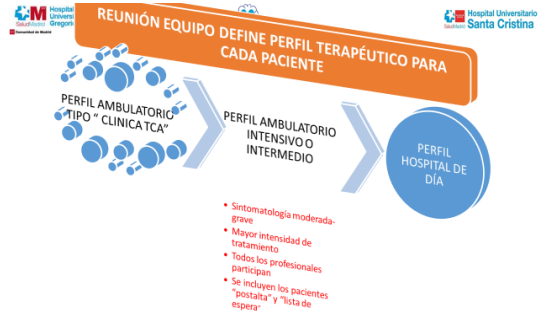 Hospital
Univers
Gregori
SaludMadrid
Comunidad de Madrid
Hospital Universitario
SaludMadrid Santa Cristina
REUNIÓN EQUIPO DEFINE PERFIL TERAPÉUTICO PARA
CADA PACIENTE
PERFIL AMBULATORIO
TIPO " CLINICA TCA"
PERFIL AMBULATORIO
INTENSIVO O
INTERMEDIO
PERFIL
HOSPITAL DE
DÍA
• Sintomatología moderada-
grave
• Mayor intensidad de
tratamiento
• Todos los profesionales
participan
• Se incluyen los pacientes
"postalta" y "lista de
espera"